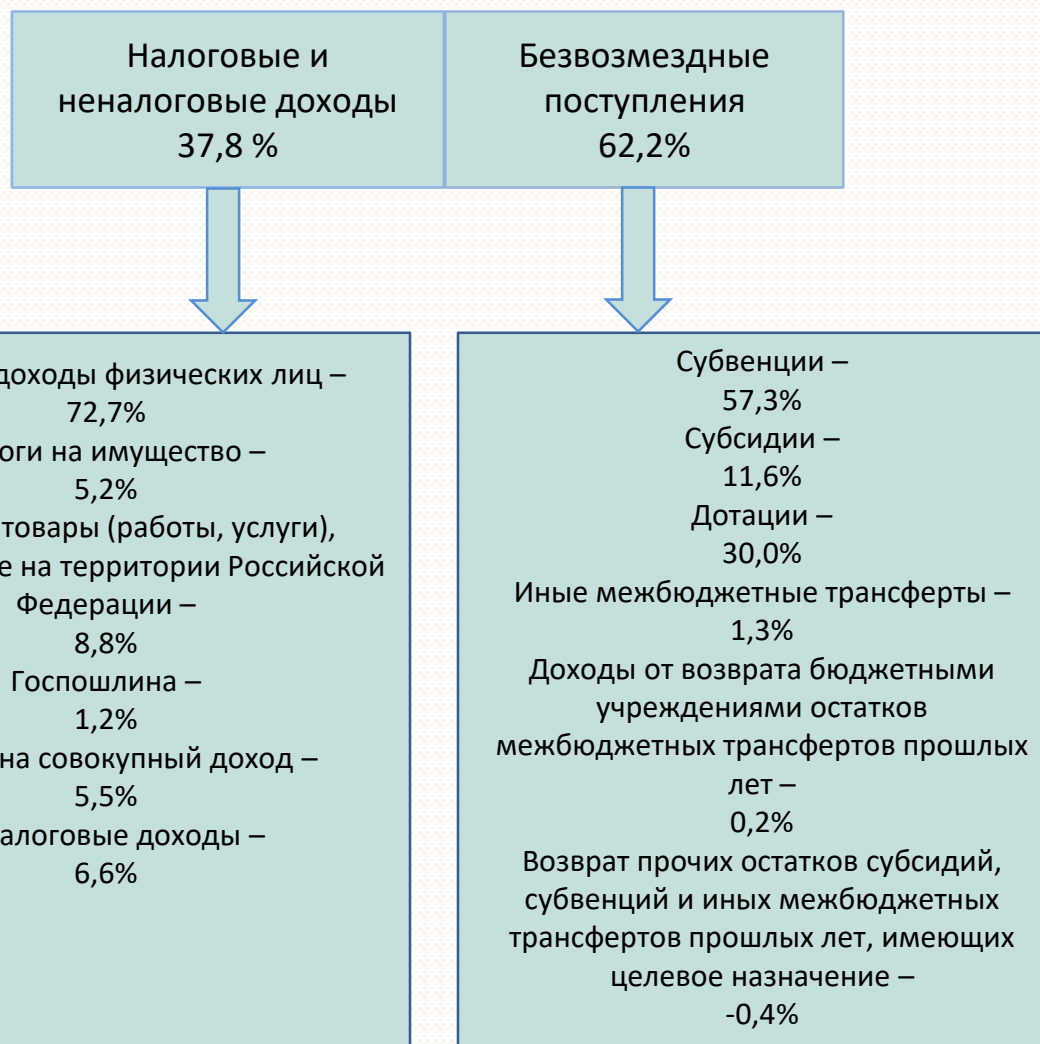 Налоговые и
неналоговые доходы
37,8 %
Безвозмездные
поступления
62,2%
доходы физических лиц –
72,7%
оги на имущество –
5,2%
товары (работы, услуги),
е на территории Российской
Федерации –
8,8%
Госпошлина –
1,2%
на совокупный доход –
5,5%
алоговые доходы –
6,6%
Субвенции –
57,3%
Субсидии –
11,6%
Дотации –
30,0%
Иные межбюджетные трансферты –
1,3%
Доходы от возврата бюджетными
учреждениями остатков
межбюджетных трансфертов прошлых
лет –
0,2%
Возврат прочих остатков субсидий,
субвенций и иных межбюджетных
трансфертов прошлых лет, имеющих
целевое назначение –
-0,4%